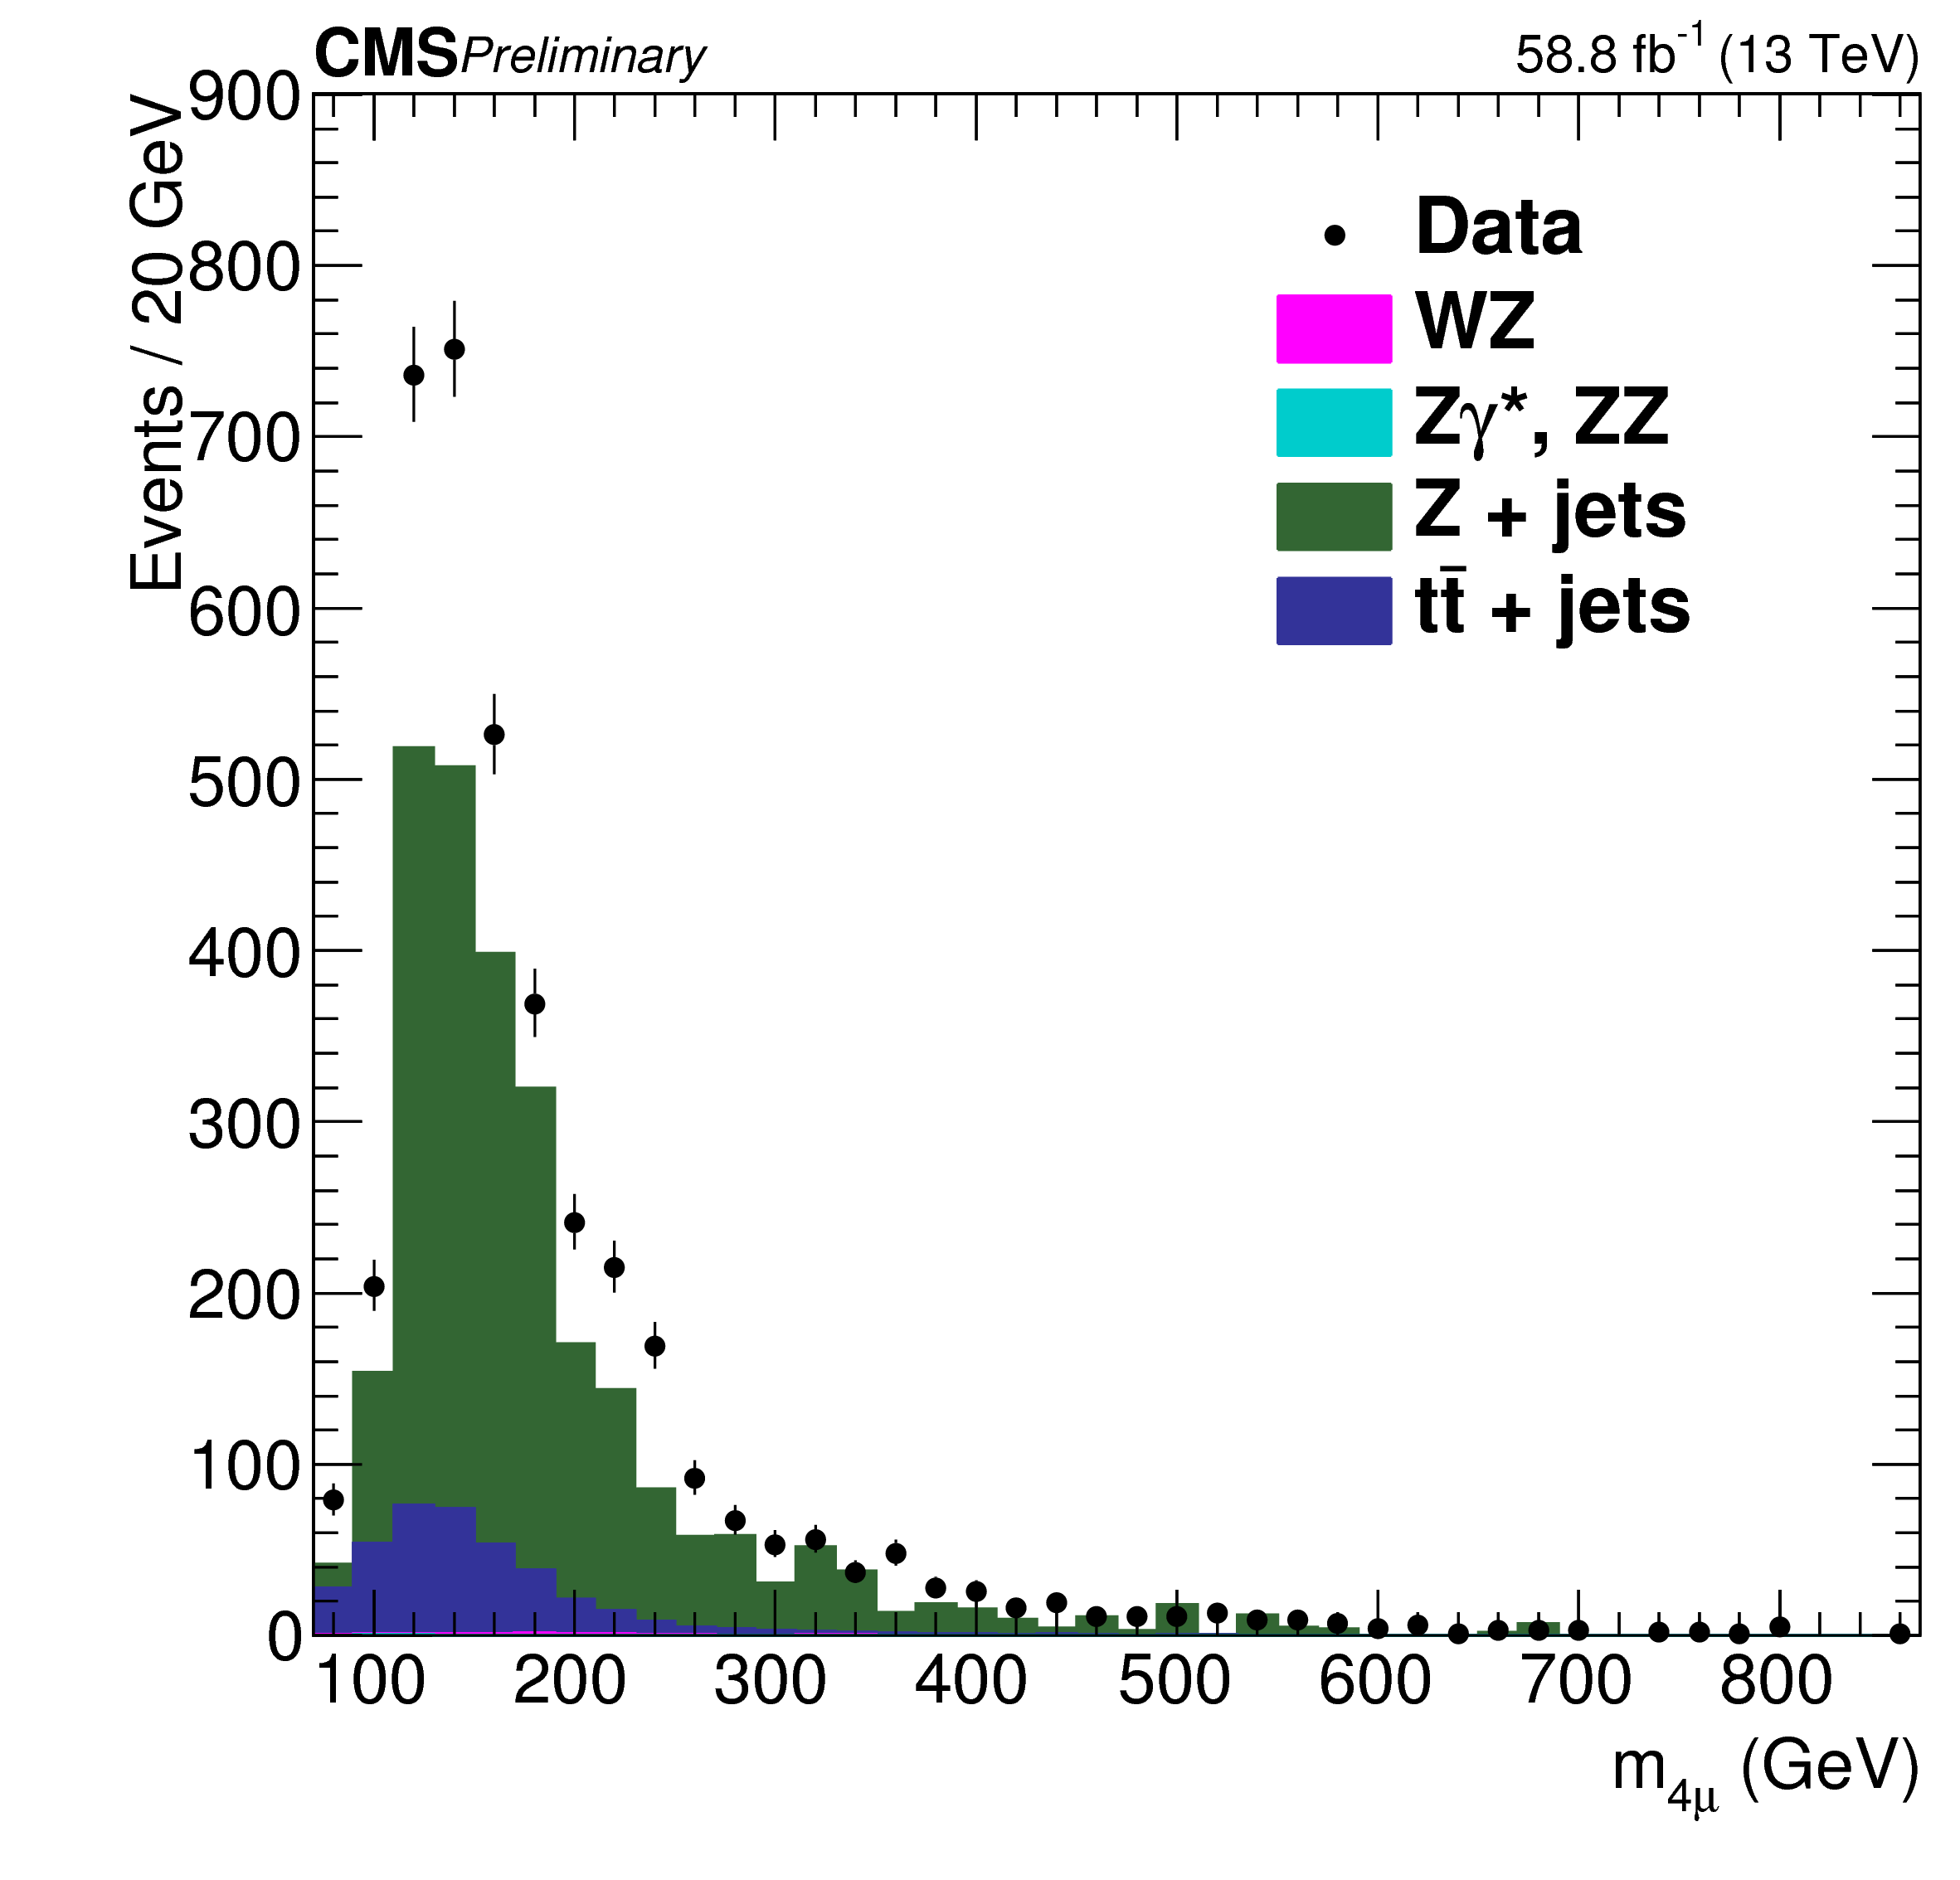 CMS Preliminary
58.8 fb⁻¹ (13 TeV)
Events / 20 GeV
900
800
700
600
500
400
300
200
100
0
Data
WZ
Zγ*, ZZ
Z + jets
tt̄ + jets
100 200 300 400 500 600 700 800
m4μ (GeV)